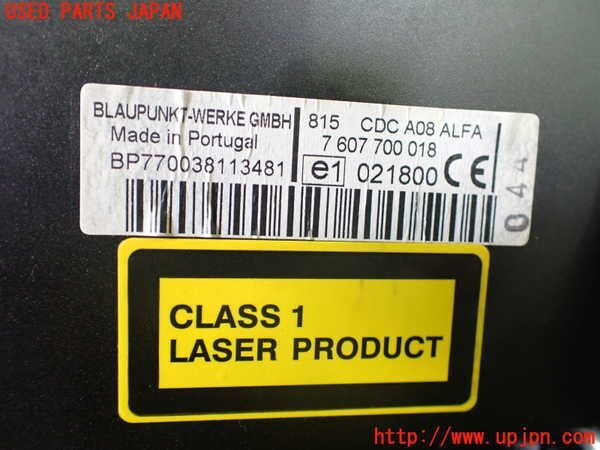 USED PARTS JAPAN
BLAUPUNKT-WERKE GMBH
Made in Portugal
BP770038113481
815 CDC A08 ALFA
7 607 700 018
e1 021800 CE
044
CLASS 1
LASER PRODUCT
http://www.upjpn.com